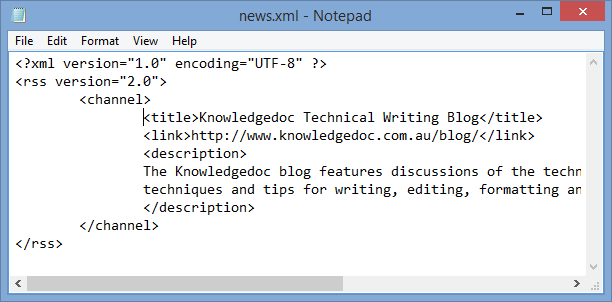 news.xml - Notepad
File Edit Format View Help
<?xml version="1.0" encoding="UTF-8" ?>
<rss version="2.0">
<channel>
<title>Knowledgedoc Technical Writing Blog</title>
<link>http://www.knowledgedoc.com.au/blog/</link>
<description>
The Knowledgedoc blog features discussions of the techn
techniques and tips for writing, editing, formatting an
</description>
</channel>
</rss>